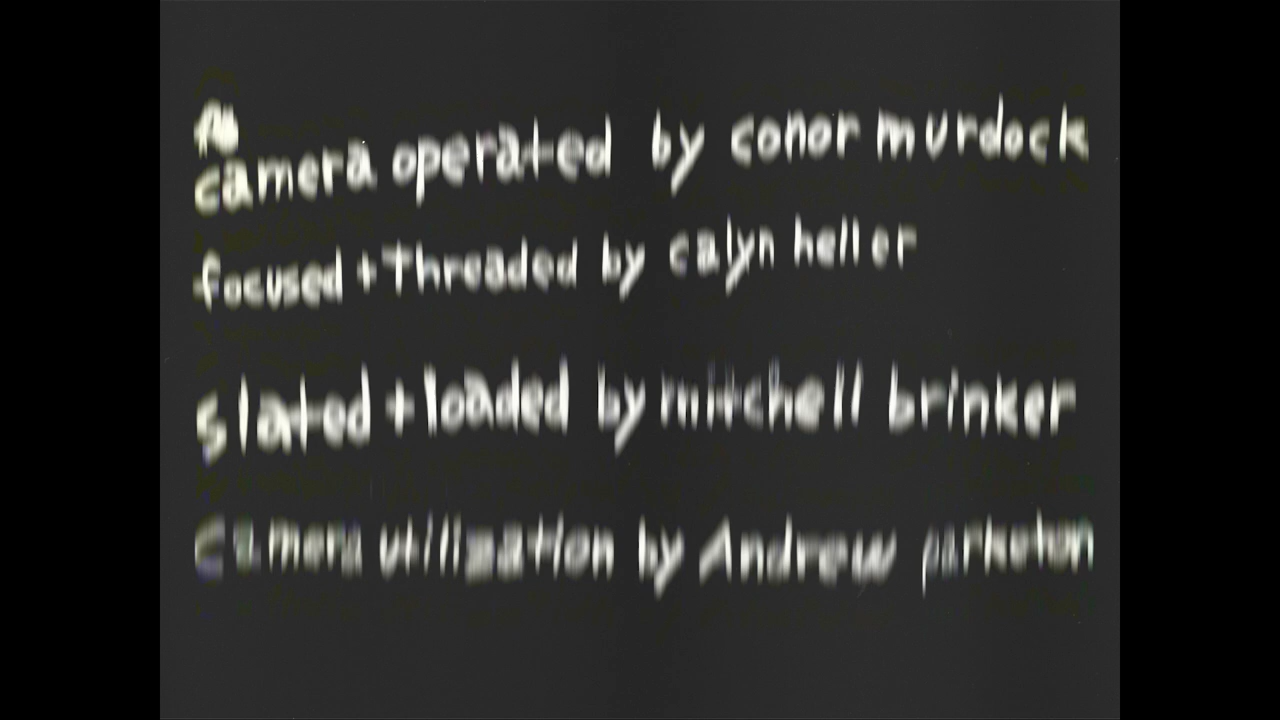 camera operated by conor murdock
focused + Threaded by calyn heller
slated + loaded by mitchell brinker
Camera utilization by Andrew